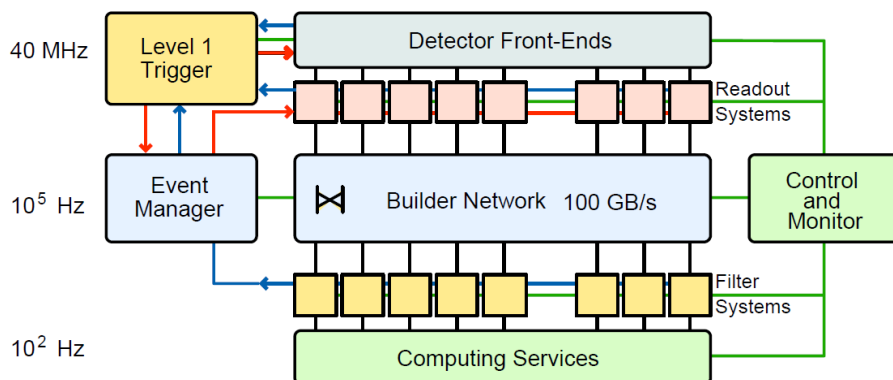 40 MHz
Level 1
Trigger
Detector Front-Ends
Readout
Systems
10⁵ Hz
Event
Manager
Builder Network 100 GB/s
Control
and
Monitor
Filter
Systems
10² Hz
Computing Services